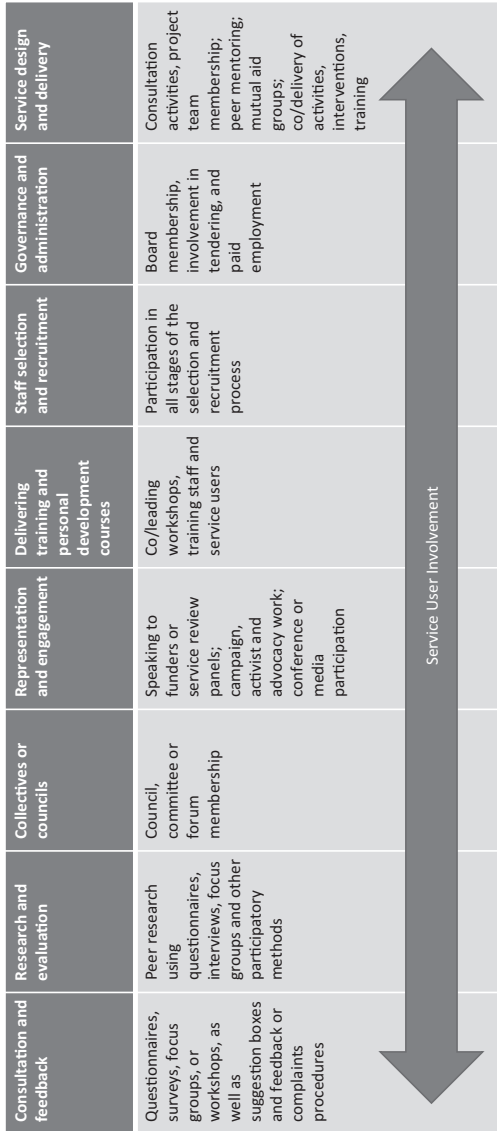 Consultation and
feedback
Questionnaires,
surveys, focus
groups, or
workshops, as
well as
suggestion boxes
and feedback or
complaints
procedures
Research and
evaluation
Peer research
using
questionnaires,
interviews, focus
groups and other
participatory
methods
Collectives or
councils
Council,
committee or
forum
membership
Representation
and engagement
Speaking to
funders or
service review
panels;
campaign,
activist and
advocacy work;
conference or
media
participation
Delivering
training and
personal
development
courses
Co/leading
workshops,
training staff and
service users
Staff selection
and recruitment
Participation in
all stages of the
selection and
recruitment
process
Governance and
administration
Board
membership,
involvement in
tendering, and
paid
employment
Service design
and delivery
Consultation
activities, project
team
membership;
peer mentoring;
mutual aid
groups;
co/delivery of
activities,
interventions,
training
Service User Involvement